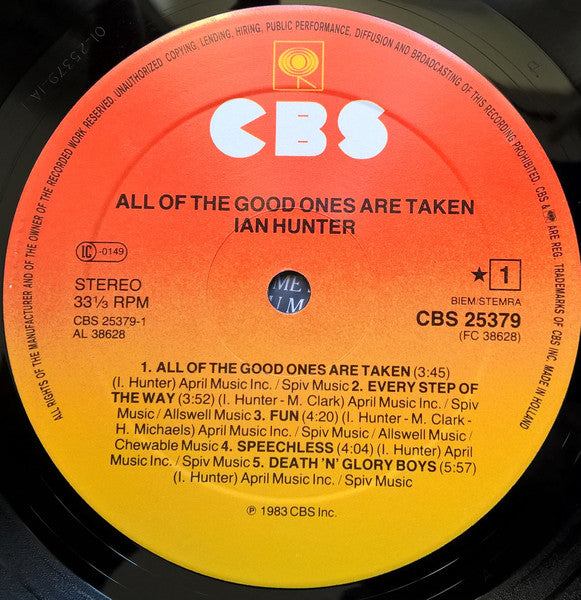 ALL RIGHTS OF THE MANUFACTURER AND OF THE OWNER OF THE RECORDED WORK RESERVED. UNAUTHORIZED COPYING, LENDING, HIRING, PUBLIC PERFORMANCE, DIFFUSION AND BROADCASTING OF THIS RECORDING PROHIBITED. CBS & ARE REG. TRADEMARKS OF CBS INC. MADE IN HOLLAND
01-25379-1A
CBS
ALL OF THE GOOD ONES ARE TAKEN
IAN HUNTER
IC -0149
STEREO
33⅓ RPM
CBS 25379-1
AL 38628
ME
★ 1
BIEM/STEMRA
CBS 25379
(FC 38628)
1. ALL OF THE GOOD ONES ARE TAKEN (3:45)
(I. Hunter) April Music Inc. / Spiv Music 2. EVERY STEP OF
THE WAY (3:52) (I. Hunter - M. Clark) April Music Inc. / Spiv
Music / Allswell Music 3. FUN (4:20) (I. Hunter - M. Clark -
H. Michaels) April Music Inc. / Spiv Music / Allswell Music /
Chewable Music 4. SPEECHLESS (4:04) (I. Hunter) April
Music Inc. / Spiv Music 5. DEATH 'N' GLORY BOYS (5:57)
(I. Hunter) April Music Inc. / Spiv Music
℗ 1983 CBS Inc.